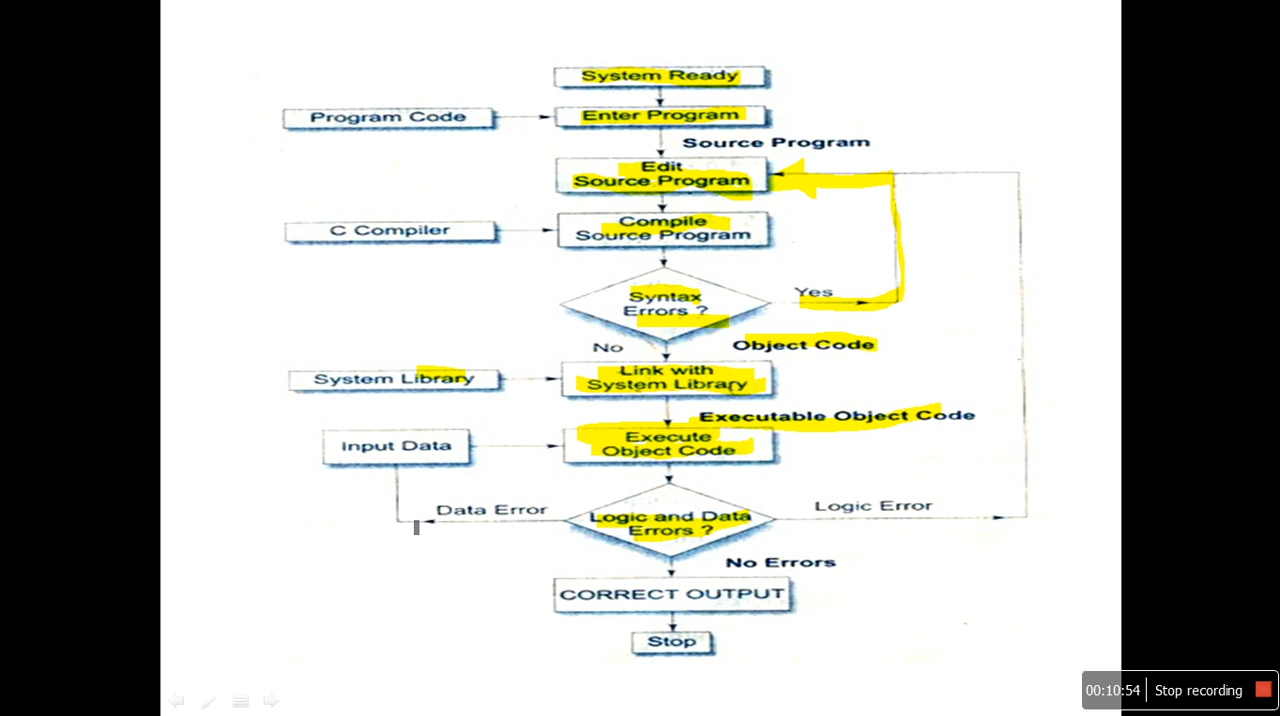 System Ready
Program Code
Enter Program
Source Program
Edit
Source Program
C Compiler
Compile
Source Program
Syntax
Errors ?
Yes
No
Object Code
System Library
Link with
System Library
Executable Object Code
Input Data
Execute
Object Code
Data Error
Logic and Data
Errors ?
Logic Error
No Errors
CORRECT OUTPUT
Stop
00:10:54 Stop recording